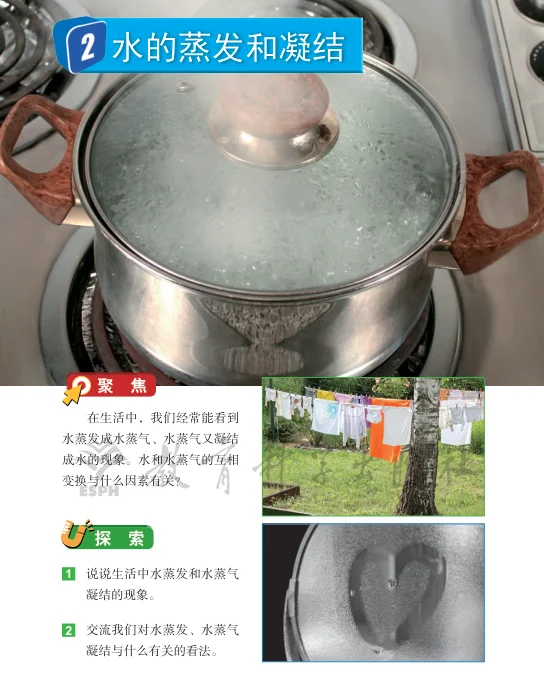 2 水的蒸发和凝结
聚焦
在生活中，我们经常能看到
水蒸发成水蒸气、水蒸气又凝结
成水的现象。水和水蒸气的互相
变换与什么因素有关？
ESPH
探索
1 说说生活中水蒸发和水蒸气
凝结的现象。
2 交流我们对水蒸发、水蒸气
凝结与什么有关的看法。